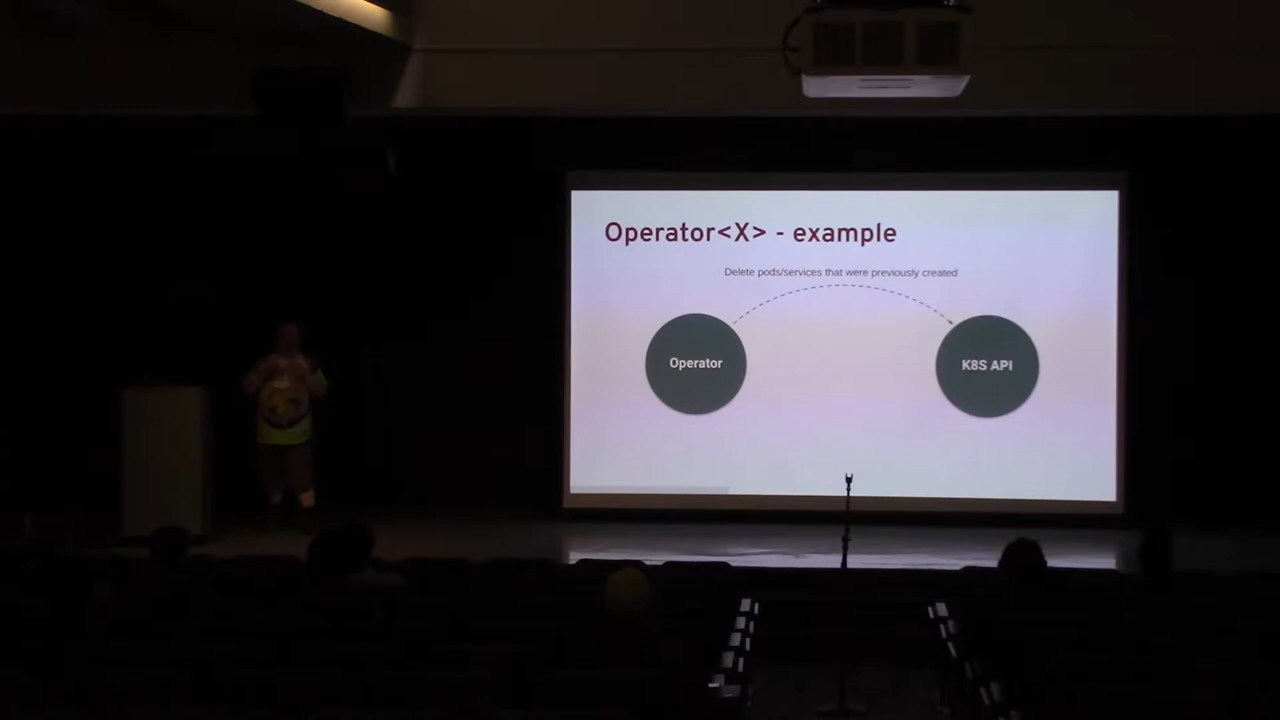 Operator<X> - example
Delete pods/services that were previously created
Operator
K8S API